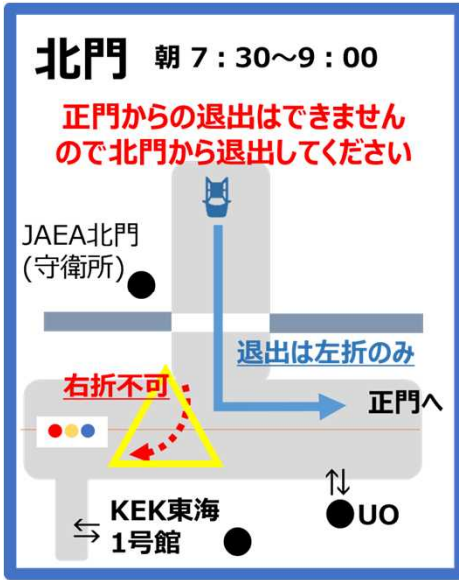 北門 朝 7：30～9：00
正門からの退出はできません
ので北門から退出してください
JAEA北門
(守衛所)
退出は左折のみ
右折不可
正門へ
KEK東海
1号館
UO